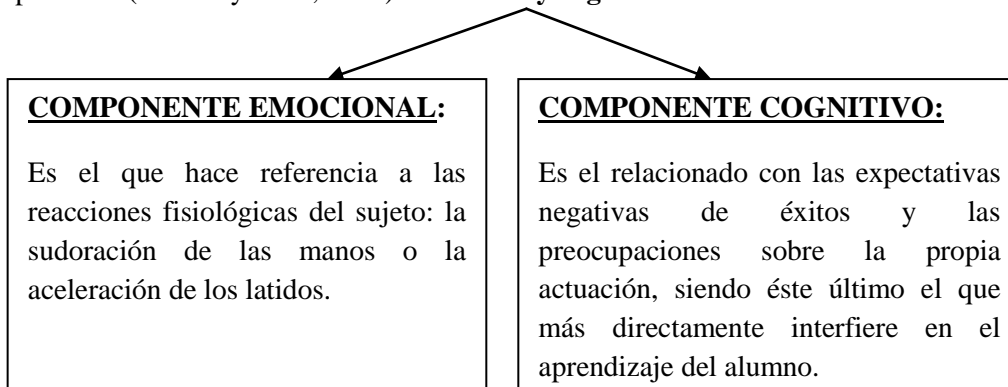 COMPONENTE EMOCIONAL:
Es el que hace referencia a las
reacciones fisiológicas del sujeto: la
sudoración de las manos o la
aceleración de los latidos.
COMPONENTE COGNITIVO:
Es el relacionado con las expectativas
negativas de éxitos y las
preocupaciones sobre la propia
actuación, siendo éste último el que
más directamente interfiere en el
aprendizaje del alumno.